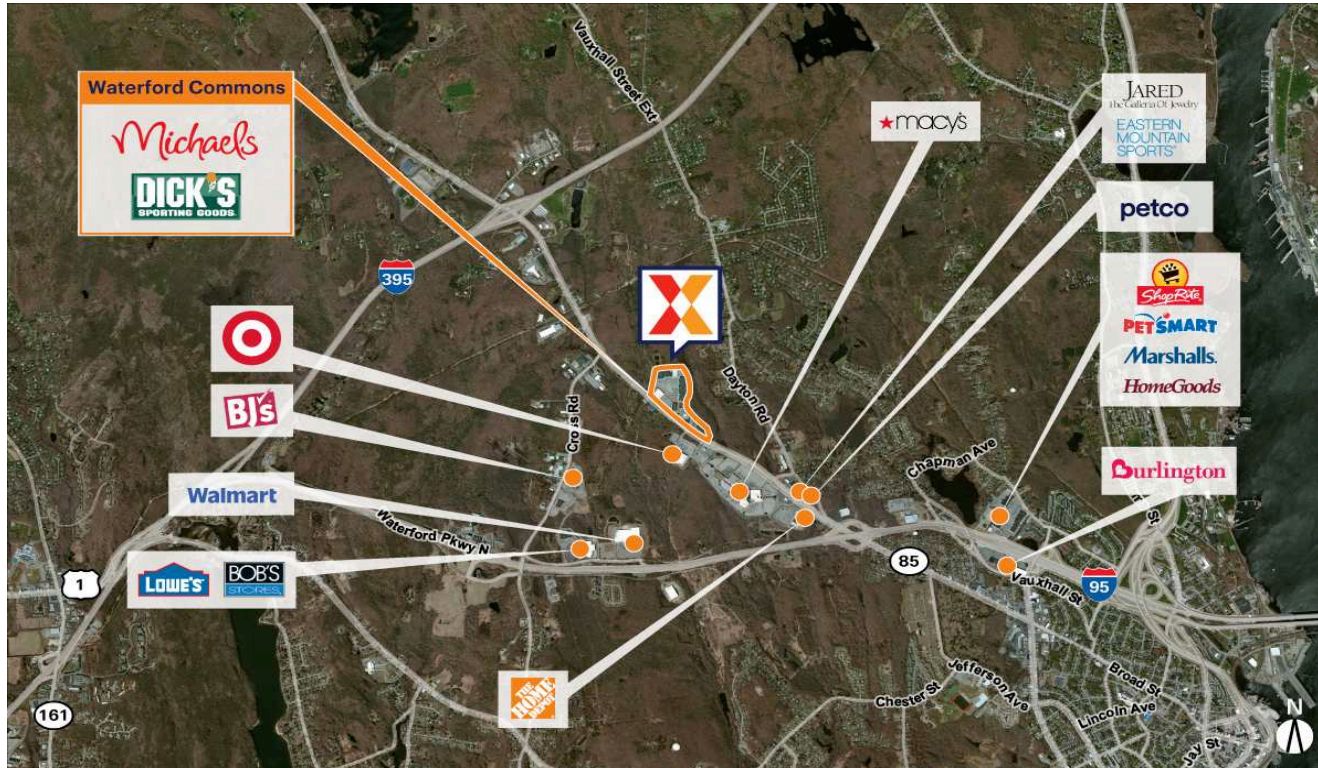 Waterford Commons
Michaels
DICK'S
SPORTING GOODS
Vauxhall Street Ext
★macy's
JARED
The Galleria Of Jewelry
EASTERN
MOUNTAIN
SPORTS
petco
ShopRite
PETSMART
Marshalls.
HomeGoods
395
BJ's
Cross Rd
Dayton Rd
Chapman Ave
Burlington
Walmart
Waterford Pkwy N
LOWE'S
BOB'S
STORES
1
85
Vauxhall St
95
St
THE
HOME
DEPOT
Jefferson Ave
Chester St
Broad St
Lincoln Ave
Jay St
161
N